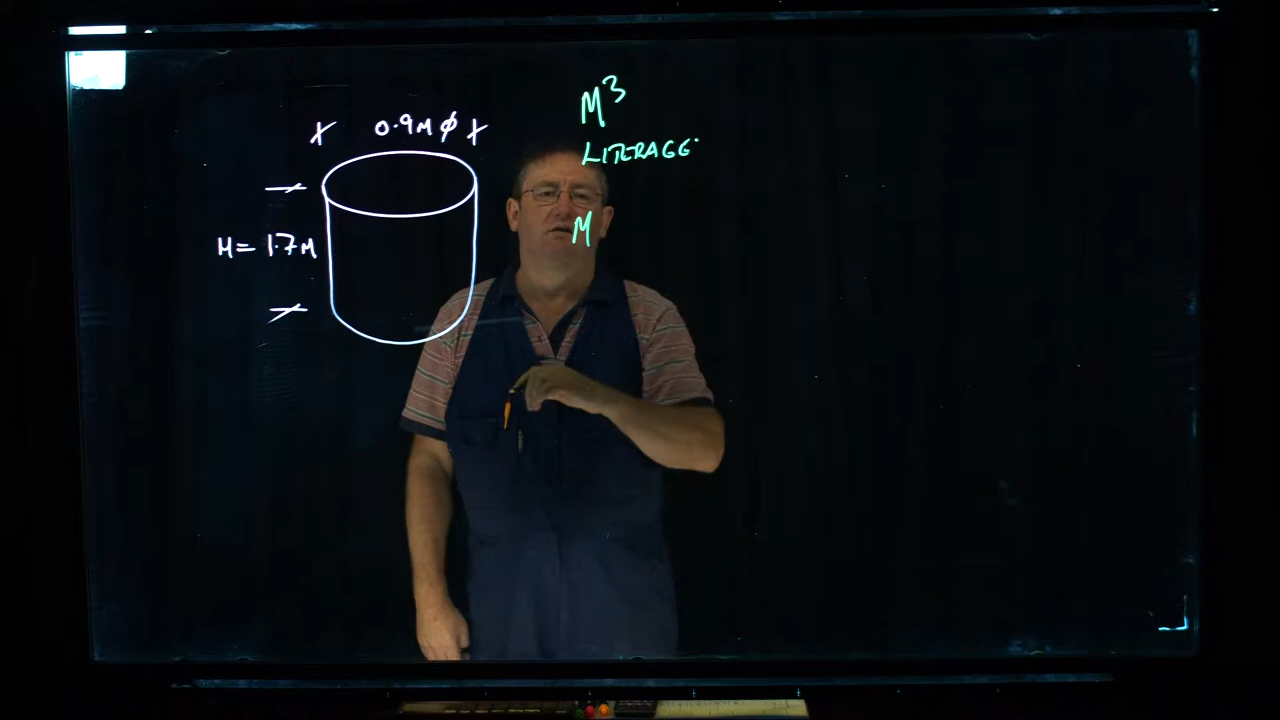 0.9M ϕ
H = 1.7M
M³
LITERAGE
M